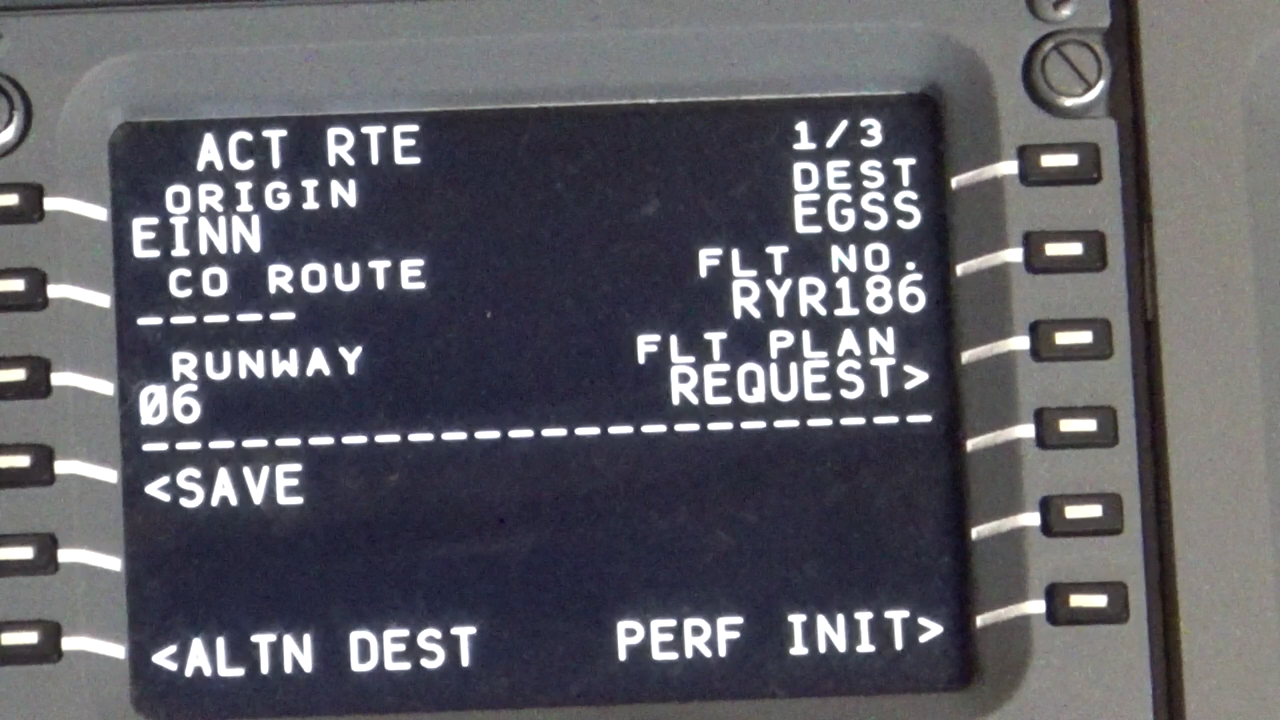 ACT RTE 1/3
ORIGIN DEST
EINN EGSS
CO ROUTE FLT NO.
----- RYR186
RUNWAY FLT PLAN
06 REQUEST>
------------------------
<SAVE
<ALTN DEST PERF INIT>